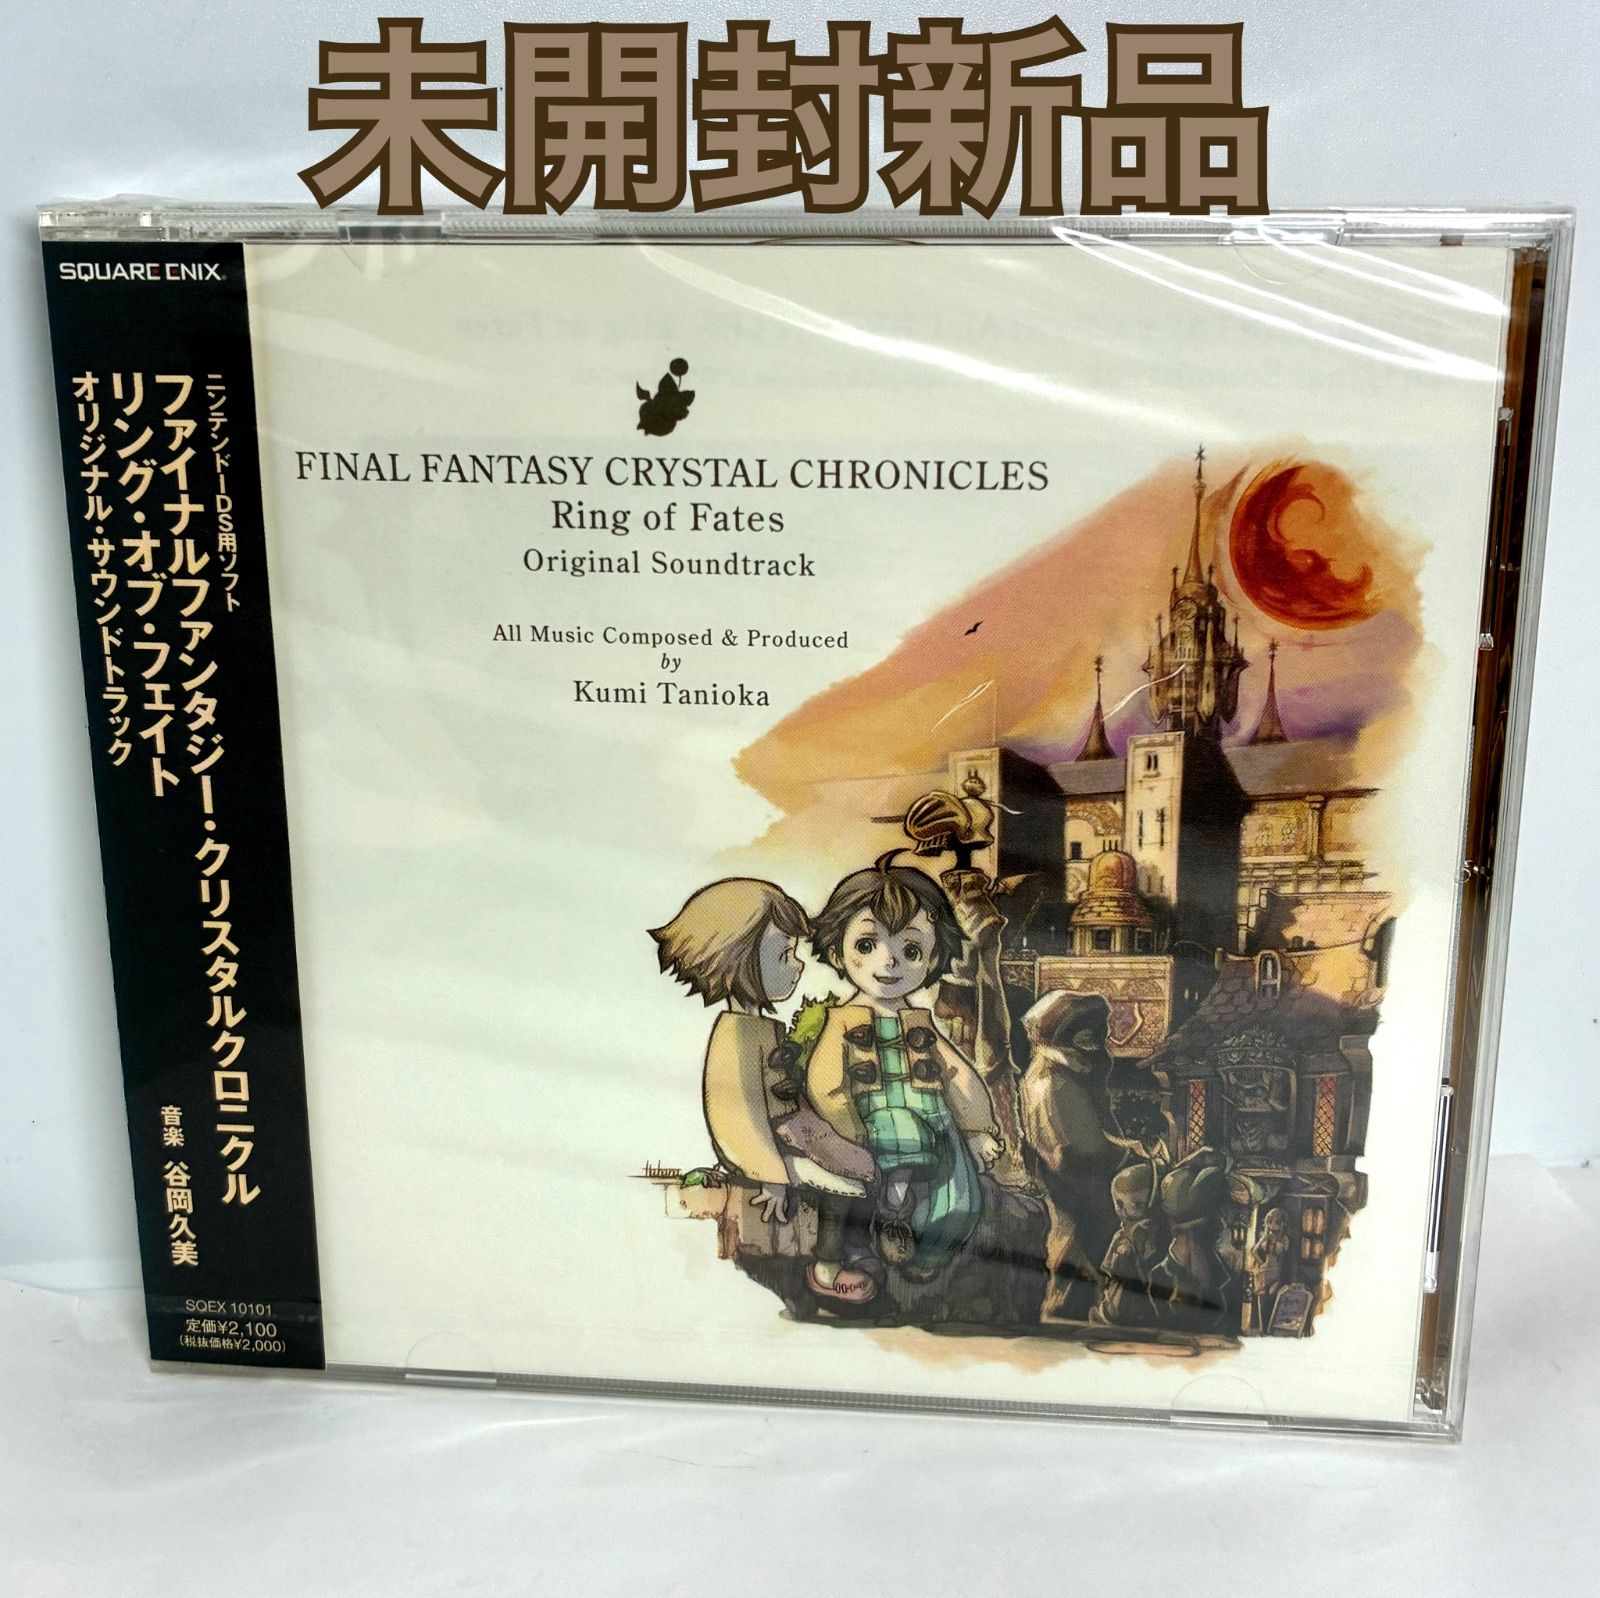 未開封新品
SQUARE ENIX
ニンテンドーDS用ソフト
ファイナルファンタジー・クリスタルクロニクル
リング・オブ・フェイト
オリジナル・サウンドトラック
音楽 谷岡久美
SQEX 10101
定価¥2,100
(税抜価格¥2,000)
FINAL FANTASY CRYSTAL CHRONICLES
Ring of Fates
Original Soundtrack
All Music Composed & Produced
by
Kumi Tanioka